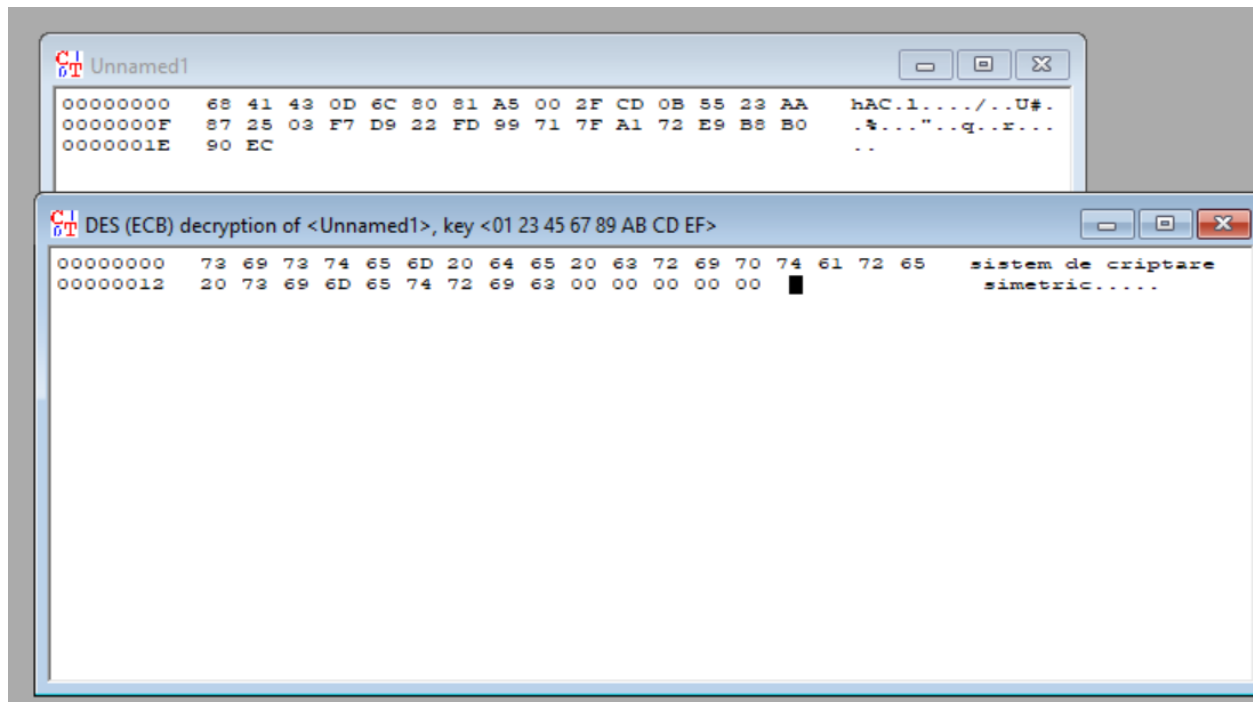 Unnamed1
00000000 68 41 43 0D 6C 80 81 A5 00 2F CD 0B 55 23 AA hAC.l..../..U#.
0000000F 87 25 03 F7 D9 22 FD 99 71 7F A1 72 E9 B8 B0 .%..."..q..r...
0000001E 90 EC ..
DES (ECB) decryption of <Unnamed1>, key <01 23 45 67 89 AB CD EF>
00000000 73 69 73 74 65 6D 20 64 65 20 63 72 69 70 74 61 72 65 sistem de criptare
00000012 20 73 69 6D 65 74 72 69 63 00 00 00 00 00 simetric.....